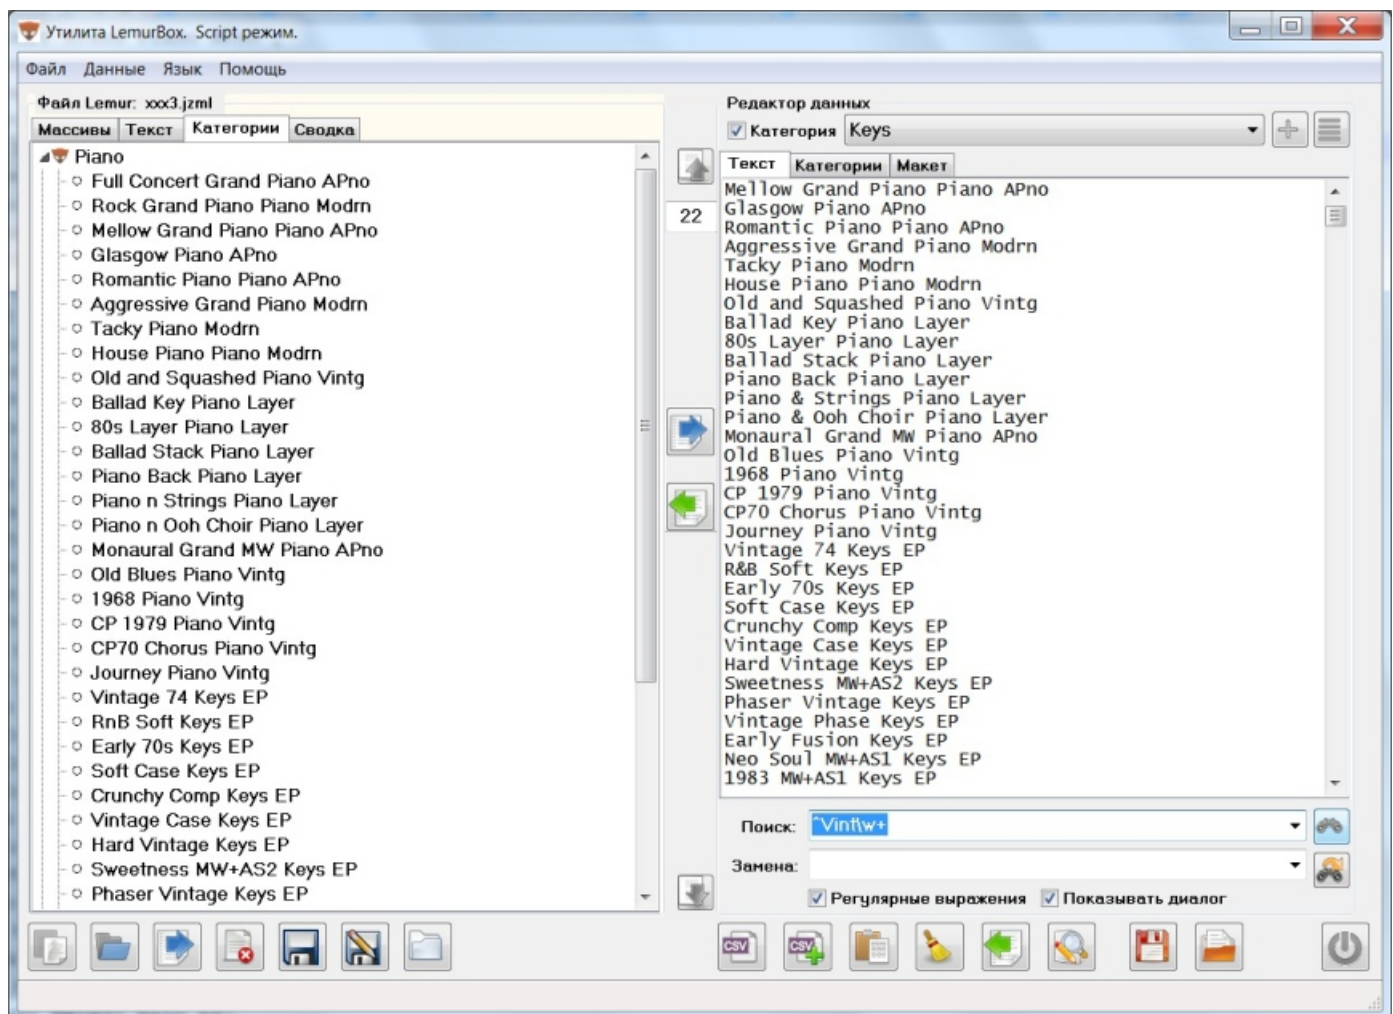 Утилита LemurBox. Script режим.
Файл Данные Язык Помощь
Файл Lemur: xxx3.jzml
Массивы Текст Категории Сводка
Piano
Full Concert Grand Piano APno
Rock Grand Piano Piano Modrn
Mellow Grand Piano Piano APno
Glasgow Piano APno
Romantic Piano Piano APno
Aggressive Grand Piano Modrn
Tacky Piano Modrn
House Piano Piano Modrn
Old and Squashed Piano Vintg
Ballad Key Piano Layer
80s Layer Piano Layer
Ballad Stack Piano Layer
Piano Back Piano Layer
Piano n Strings Piano Layer
Piano n Ooh Choir Piano Layer
Monaural Grand MW Piano APno
Old Blues Piano Vintg
1968 Piano Vintg
CP 1979 Piano Vintg
CP70 Chorus Piano Vintg
Journey Piano Vintg
Vintage 74 Keys EP
RnB Soft Keys EP
Early 70s Keys EP
Soft Case Keys EP
Crunchy Comp Keys EP
Vintage Case Keys EP
Hard Vintage Keys EP
Sweetness MW+AS2 Keys EP
Phaser Vintage Keys EP
22
Редактор данных
Категория Keys
Текст Категории Макет
Mellow Grand Piano Piano APno
Glasgow Piano APno
Romantic Piano Piano APno
Aggressive Grand Piano Modrn
Tacky Piano Modrn
House Piano Piano Modrn
Old and Squashed Piano Vintg
Ballad Key Piano Layer
80s Layer Piano Layer
Ballad Stack Piano Layer
Piano Back Piano Layer
Piano & Strings Piano Layer
Piano & Ooh Choir Piano Layer
Monaural Grand MW Piano APno
Old Blues Piano Vintg
1968 Piano Vintg
CP 1979 Piano Vintg
CP70 Chorus Piano Vintg
Journey Piano Vintg
Vintage 74 Keys EP
R&B Soft Keys EP
Early 70s Keys EP
Soft Case Keys EP
Crunchy Comp Keys EP
Vintage Case Keys EP
Hard Vintage Keys EP
Sweetness MW+AS2 Keys EP
Phaser Vintage Keys EP
Vintage Phase Keys EP
Early Fusion Keys EP
Neo Soul MW+AS1 Keys EP
1983 MW+AS1 Keys EP
Поиск: ^Vint\w+
Замена:
Регулярные выражения Показывать диалог
CSV CSV